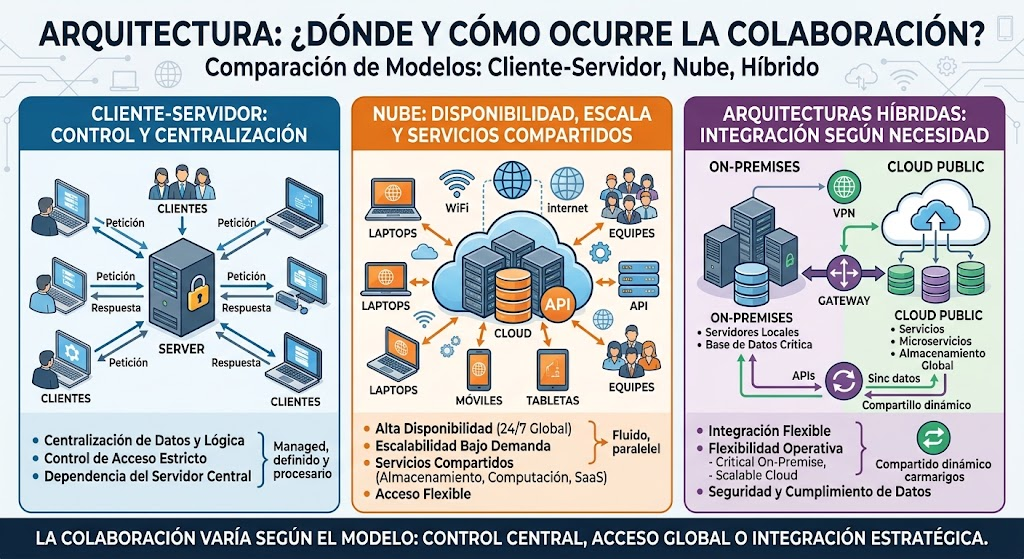 ARQUITECTURA: ¿DÓNDE Y CÓMO OCURRE LA COLABORACIÓN?
Comparación de Modelos: Cliente-Servidor, Nube, Híbrido
CLIENTE-SERVIDOR:
CONTROL Y CENTRALIZACIÓN
CLIENTES
Petición
Petición
Petición
Petición
Respuesta
Respuesta
SERVER
Petición
Respuesta
CLIENTES
CLIENTES
• Centralización de Datos y Lógica
• Control de Acceso Estricto
• Dependencia del Servidor Central
Managed,
definido y
procesario
NUBE: DISPONIBILIDAD, ESCALA
Y SERVICIOS COMPARTIDOS
WiFi
internet
LAPTOPS
EQUIPES
LAPTOPS
API
API
CLOUD
LAPTOPS
MÓVILES
TABLETAS
EQUIPES
• Alta Disponibilidad (24/7 Global)
• Escalabilidad Bajo Demanda
• Servicios Compartidos
(Almacenamiento, Computación, SaaS)
• Acceso Flexible
Fluido,
paralelel
ARQUITECTURAS HÍBRIDAS:
INTEGRACIÓN SEGÚN NECESIDAD
ON-PREMISES
CLOUD PUBLIC
VPN
GATEWAY
ON-PREMISES
• Servidores Locales
• Base de Datos Crítica
CLOUD PUBLIC
• Servicios
• Microservicios
• Almacenamiento
Global
APIs
Sinc datos
Compartillo dinámico
• Integración Flexible
• Flexibilidad Operativa
- Critical On-Premise,
- Scalable Cloud
• Seguridad y Cumplimiento de Datos
Compartido dinámico
carmarigos
LA COLABORACIÓN VARÍA SEGÚN EL MODELO: CONTROL CENTRAL, ACCESO GLOBAL O INTEGRACIÓN ESTRATÉGICA.